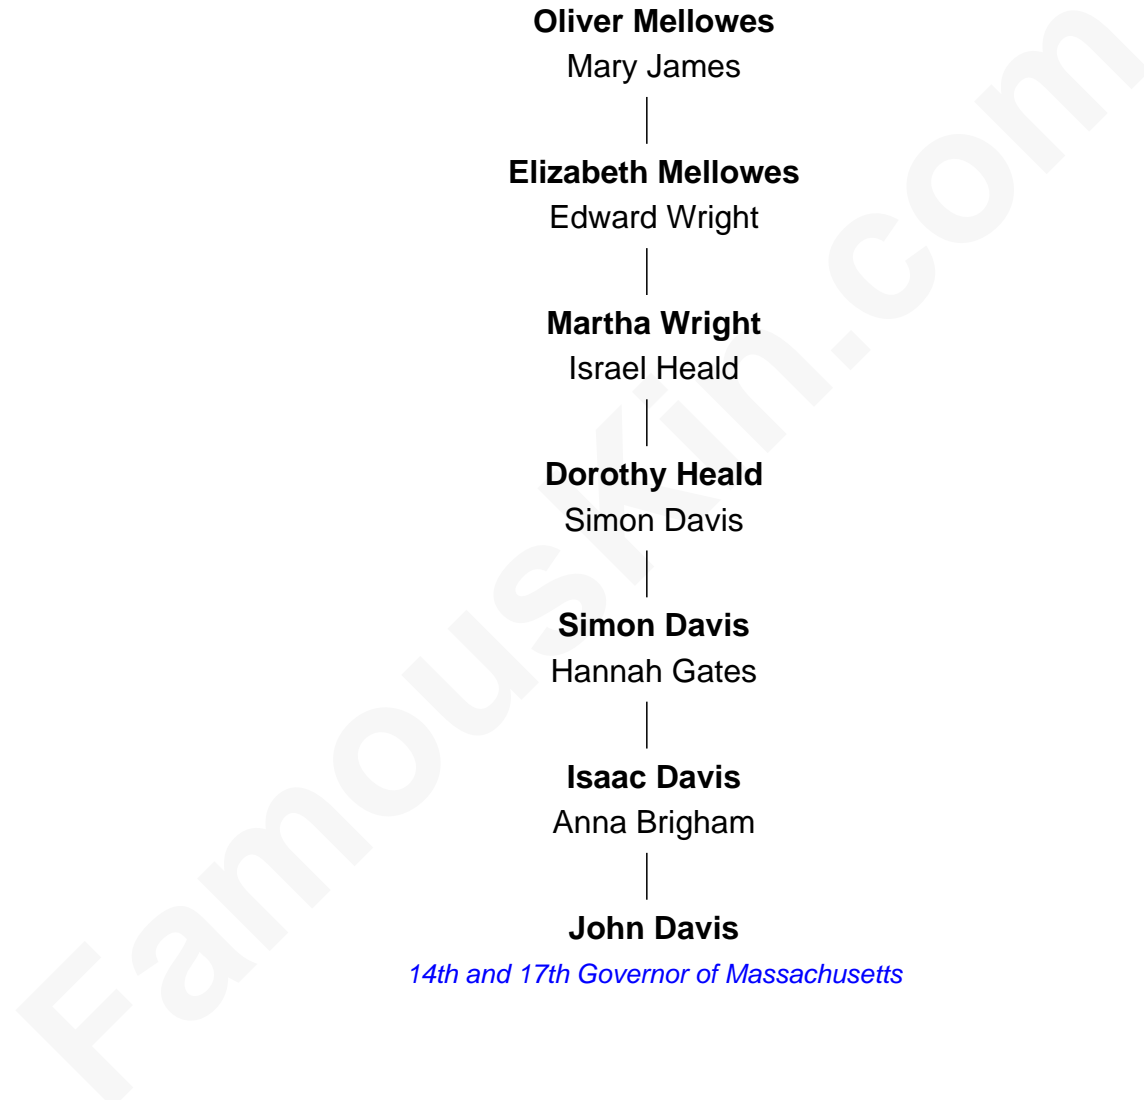 Oliver Mellowes
Mary James
Elizabeth Mellowes
Edward Wright
Martha Wright
Israel Heald
Dorothy Heald
Simon Davis
Simon Davis
Hannah Gates
Isaac Davis
Anna Brigham
John Davis
14th and 17th Governor of Massachusetts
FamousKin.com